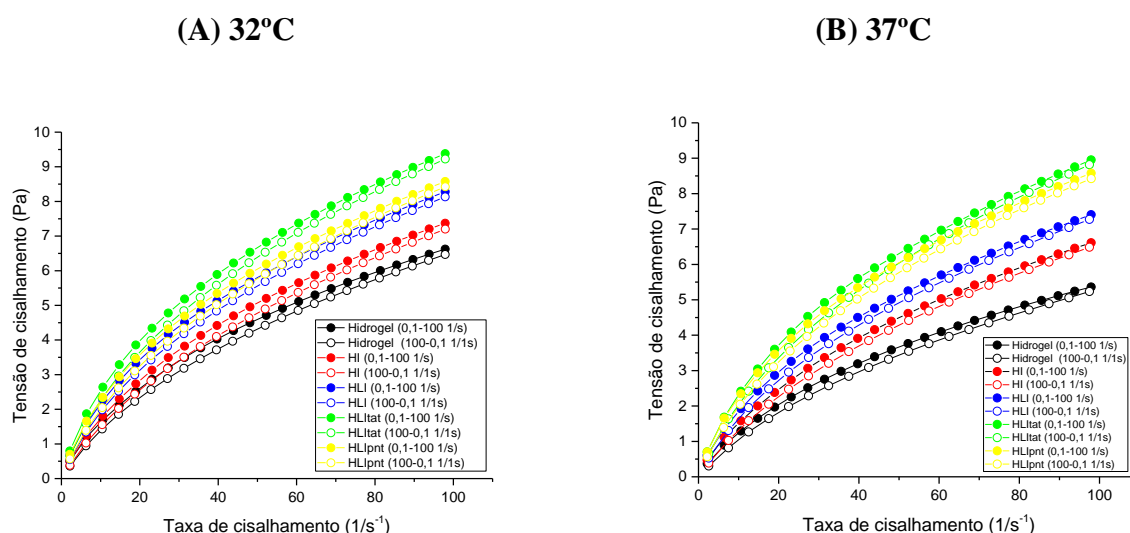 (A) 32ºC
Tensão de cisalhamento (Pa)
10
9
8
7
6
5
4
3
2
1
0
Hidrogel (0,1-100 1/s)
Hidrogel (100-0,1 1/1s)
HI (0,1-100 1/s)
HI (100-0,1 1/1s)
HLI (0,1-100 1/s)
HLI (100-0,1 1/1s)
HLItat (0,1-100 1/s)
HLItat (100-0,1 1/1s)
HLIpnt (0,1-100 1/s)
HLIpnt (100-0,1 1/1s)
0 20 40 60 80 100
Taxa de cisalhamento (1/s⁻¹)
(B) 37ºC
Tensão de cisalhamento (Pa)
10
9
8
7
6
5
4
3
2
1
0
Hidrogel (0,1-100 1/s)
Hidrogel (100-0,1 1/1s)
HI (0,1-100 1/s)
HI (100-0,1 1/1s)
HLI (0,1-100 1/s)
HLI (100-0,1 1/1s)
HLItat (0,1-100 1/s)
HLItat (100-0,1 1/1s)
HLIpnt (0,1-100 1/s)
HLIpnt (100-0,1 1/1s)
0 20 40 60 80 100
Taxa de cisalhamento (1/s⁻¹)